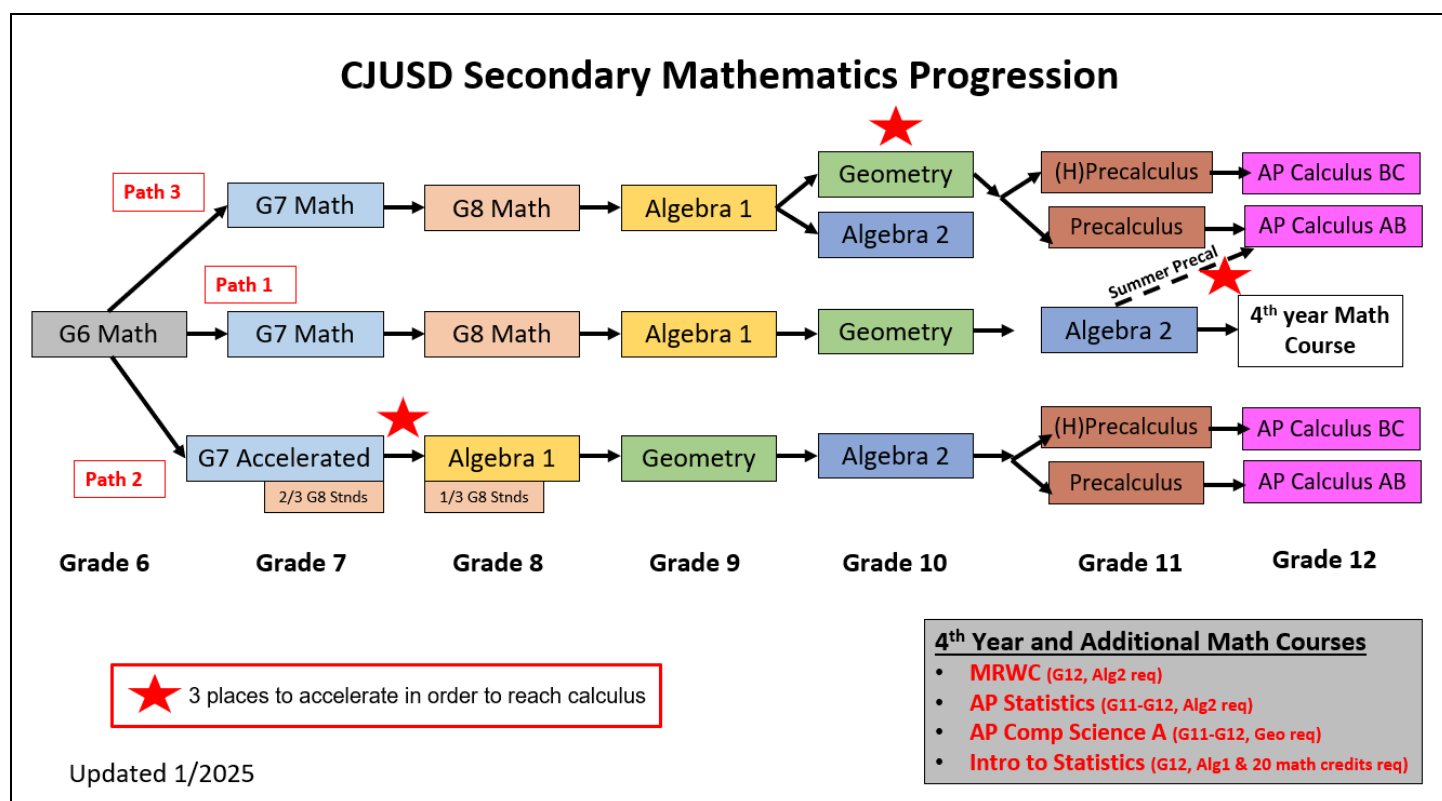 CJUSD Secondary Mathematics Progression
Path 3
G7 Math
G8 Math
Algebra 1
Geometry
Algebra 2
(H)Precalculus
AP Calculus BC
Precalculus
AP Calculus AB
Summer Precal
Path 1
G6 Math
G7 Math
G8 Math
Algebra 1
Geometry
Algebra 2
4th year Math
Course
Path 2
G7 Accelerated
2/3 G8 Stnds
Algebra 1
1/3 G8 Stnds
Geometry
Algebra 2
(H)Precalculus
AP Calculus BC
Precalculus
AP Calculus AB
Grade 6
Grade 7
Grade 8
Grade 9
Grade 10
Grade 11
Grade 12
3 places to accelerate in order to reach calculus
Updated 1/2025
4th Year and Additional Math Courses
• MRWC (G12, Alg2 req)
• AP Statistics (G11-G12, Alg2 req)
• AP Comp Science A (G11-G12, Geo req)
• Intro to Statistics (G12, Alg1 & 20 math credits req)